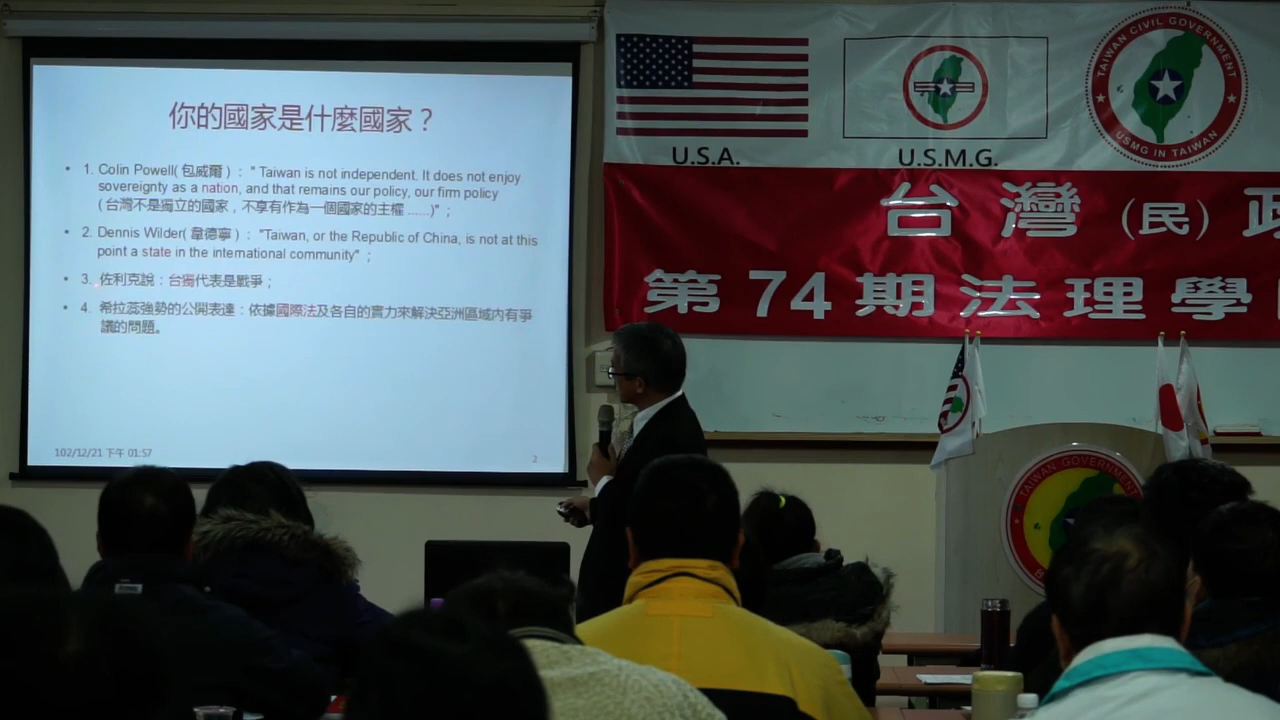 你的國家是什麼國家？
• 1. Colin Powell( 包威爾 ) : " Taiwan is not independent. It does not enjoy
sovereignty as a nation, and that remains our policy, our firm policy
( 台灣不是獨立的國家，不享有作為一個國家的主權 ......)" ;
• 2. Dennis Wilder( 韋德寧 ) : "Taiwan, or the Republic of China, is not at this
point a state in the international community" ;
• 3. 佐利克說：台獨代表是戰爭；
• 4. 希拉蕊強勢的公開表達：依據國際法及各自的實力來解決亞洲區域內有爭
議的問題。
102/12/21 下午 01:57
2
U.S.A.
U.S.M.G.
TAIWAN CIVIL GOVERNMENT
USMG IN TAIWAN
台灣(民)政
第74期法理學
TAIWAN GOVERNMENT